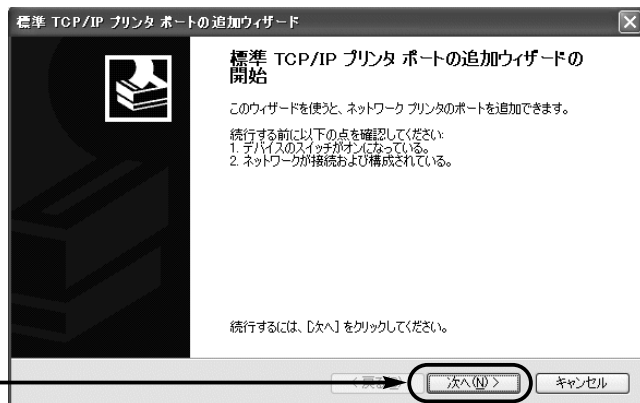 標準 TCP/IP プリンタ ポートの追加ウィザード
標準 TCP/IP プリンタ ポートの追加ウィザードの
開始
このウィザードを使うと、ネットワーク プリンタのポートを追加できます。
続行する前に以下の点を確認してください:
1. デバイスのスイッチがオンになっている。
2. ネットワークが接続および構成されている。
続行するには、[次へ] をクリックしてください。
次へ(N) >
キャンセル